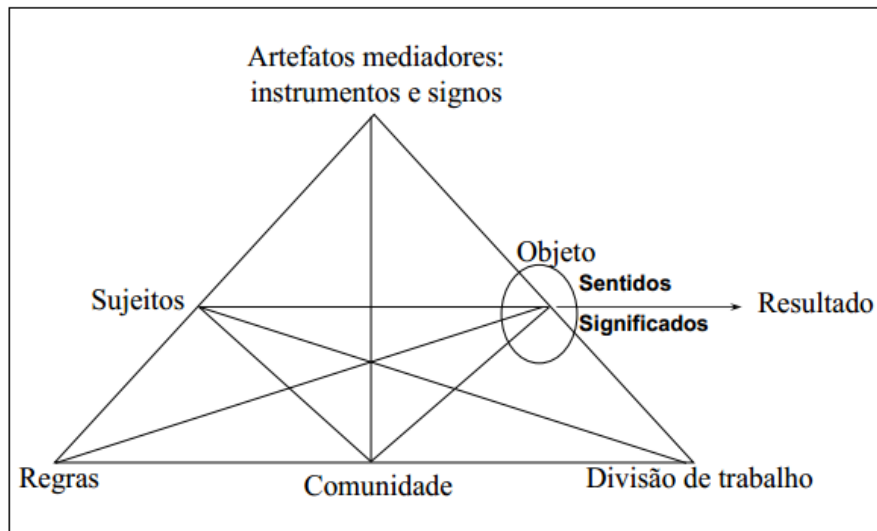 Artefatos mediadores:
instrumentos e signos
Objeto
Sentidos
Sujeitos
Resultado
Significados
Regras
Comunidade
Divisão de trabalho